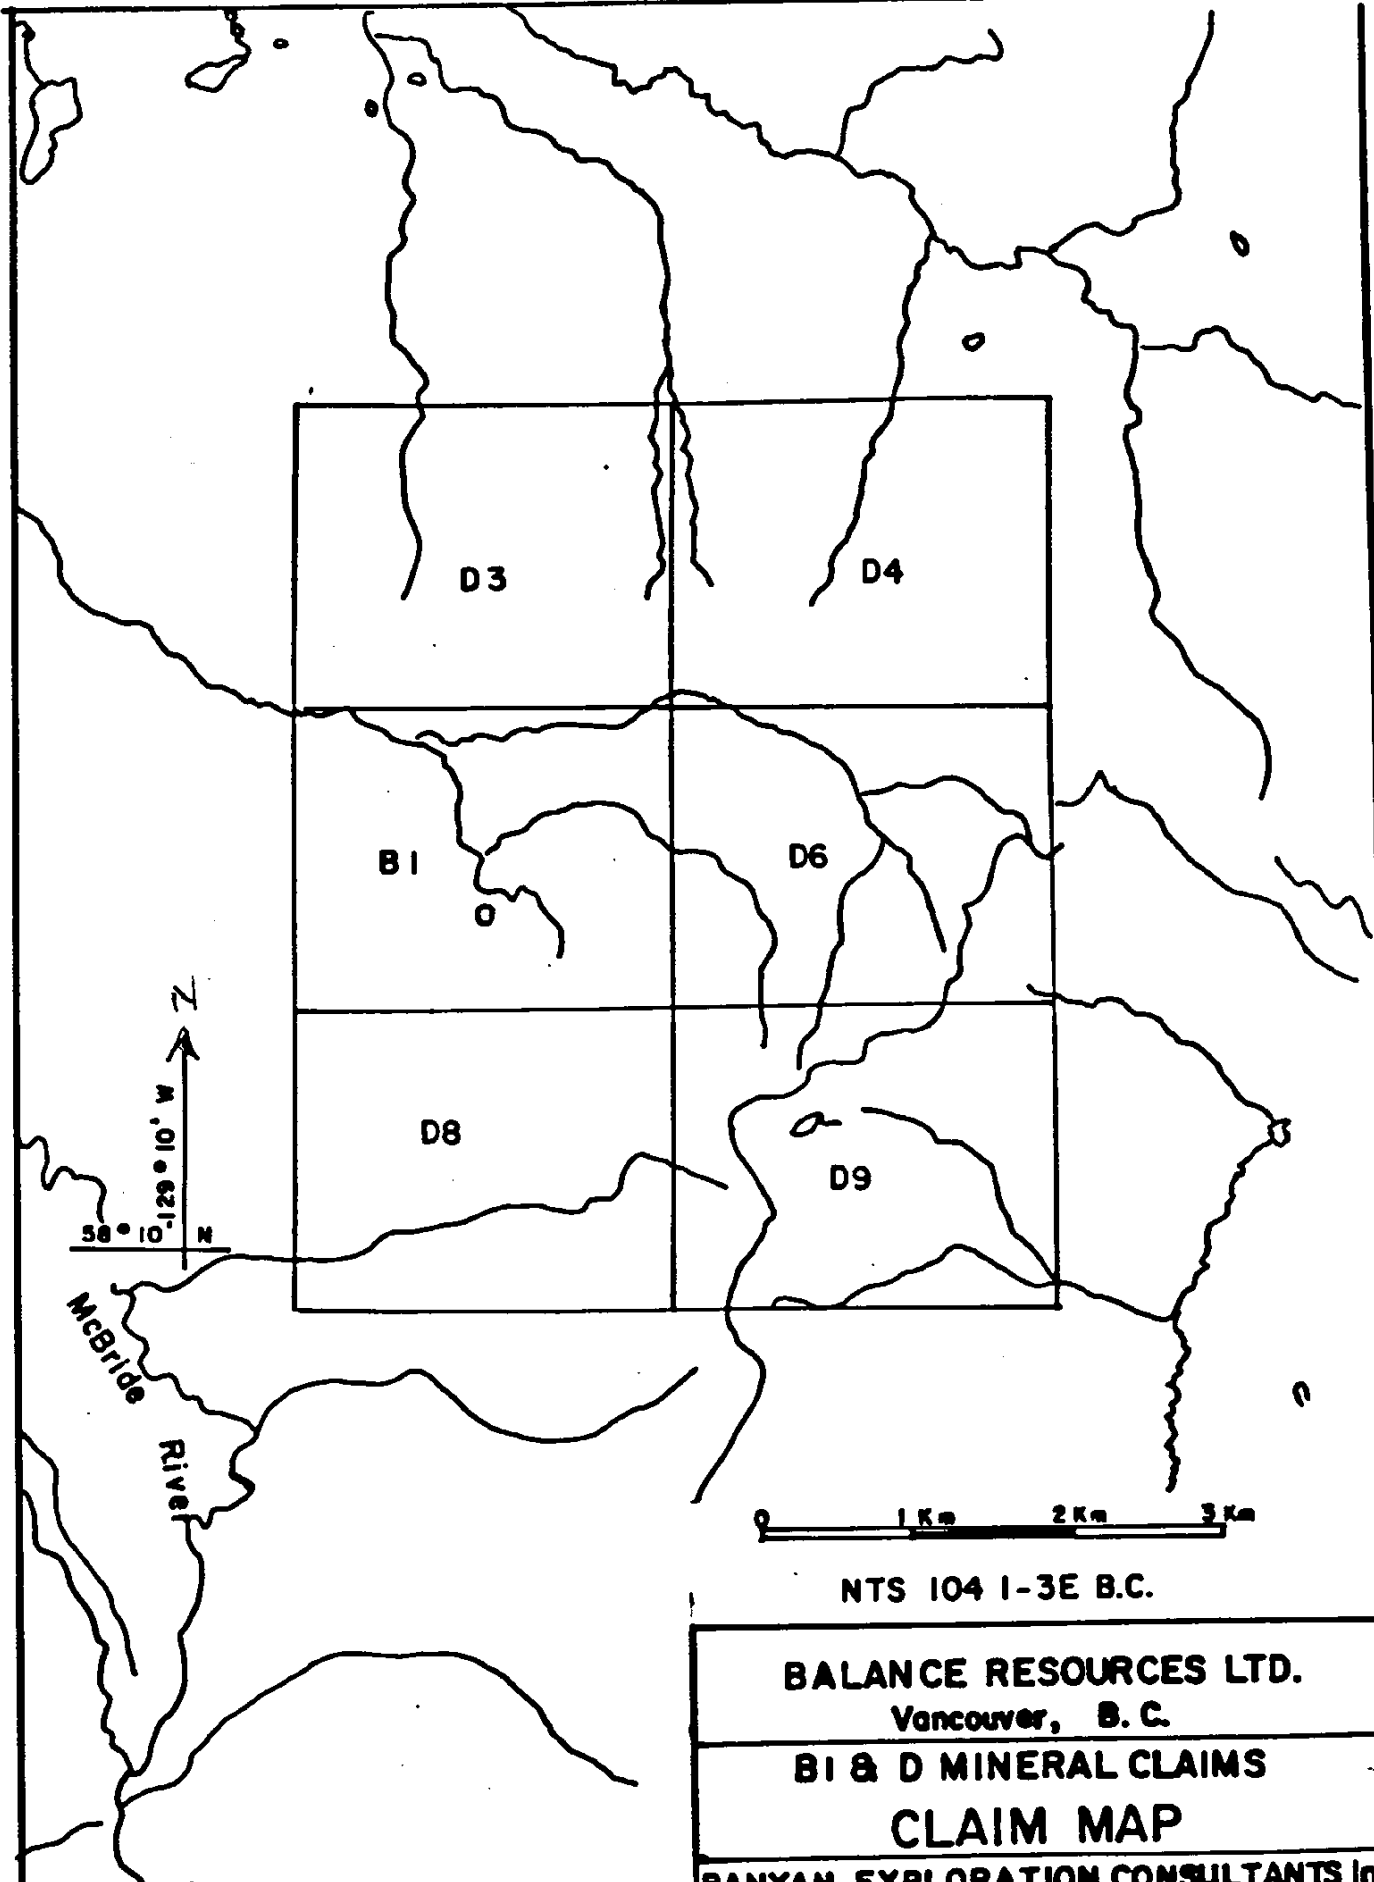 D3
D4
B1
D6
D8
D9
N
129° 10' W
58° 10' N
McBride
River
0 1 Km 2 Km 3 Km
NTS 104 I-3E B.C.
BALANCE RESOURCES LTD.
Vancouver, B.C.
B1 & D MINERAL CLAIMS
CLAIM MAP
BANYAN EXPLORATION CONSULTANTS In